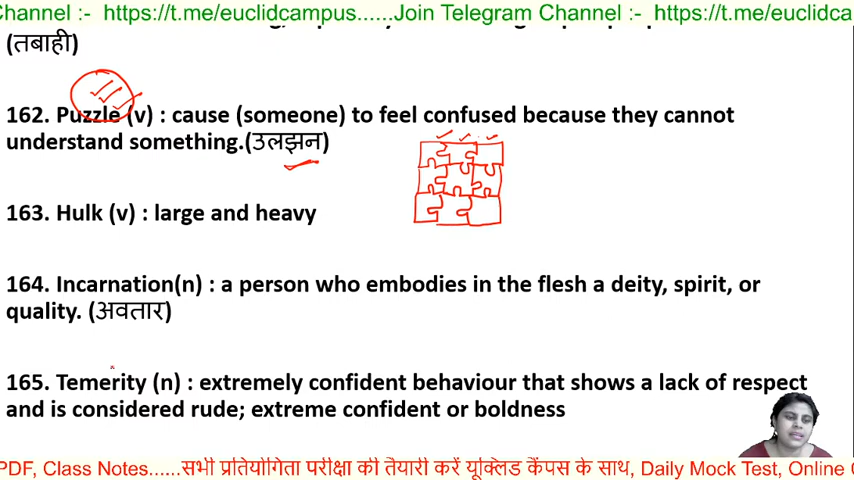 Channel :- https://t.me/euclidcampus......Join Telegram Channel :- https://t.me/euclidca
(तबाही)
162. Puzzle (v) : cause (someone) to feel confused because they cannot
understand something.(उलझन)
163. Hulk (v) : large and heavy
164. Incarnation(n) : a person who embodies in the flesh a deity, spirit, or
quality. (अवतार)
165. Temerity (n) : extremely confident behaviour that shows a lack of respect
and is considered rude; extreme confident or boldness
PDF, Class Notes......सभी प्रतियोगिता परीक्षा की तैयारी करें यूक्लिड कैंपस के साथ, Daily Mock Test, Online